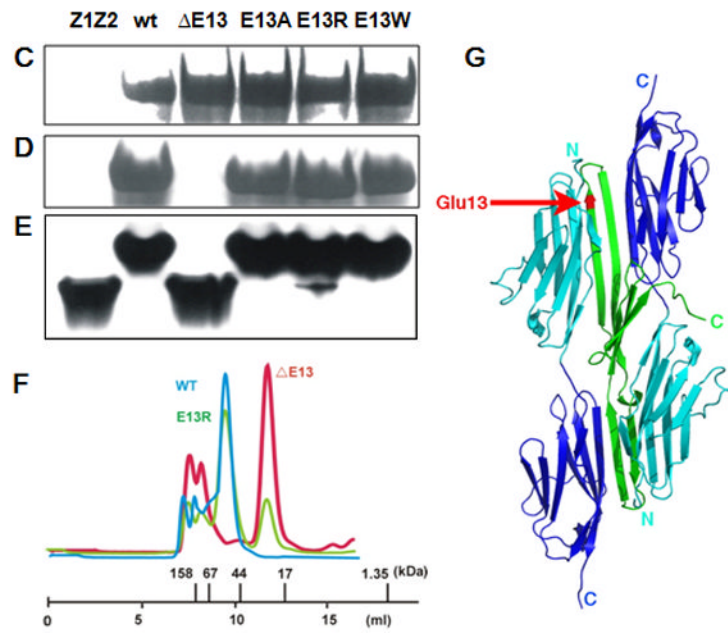 Z1Z2 wt ΔE13 E13A E13R E13W
C
D
E
F
WT
E13R
△E13
158 67 44 17 1.35 (kDa)
0 5 10 15 (ml)
G
C
N
Glu13
C
N
C